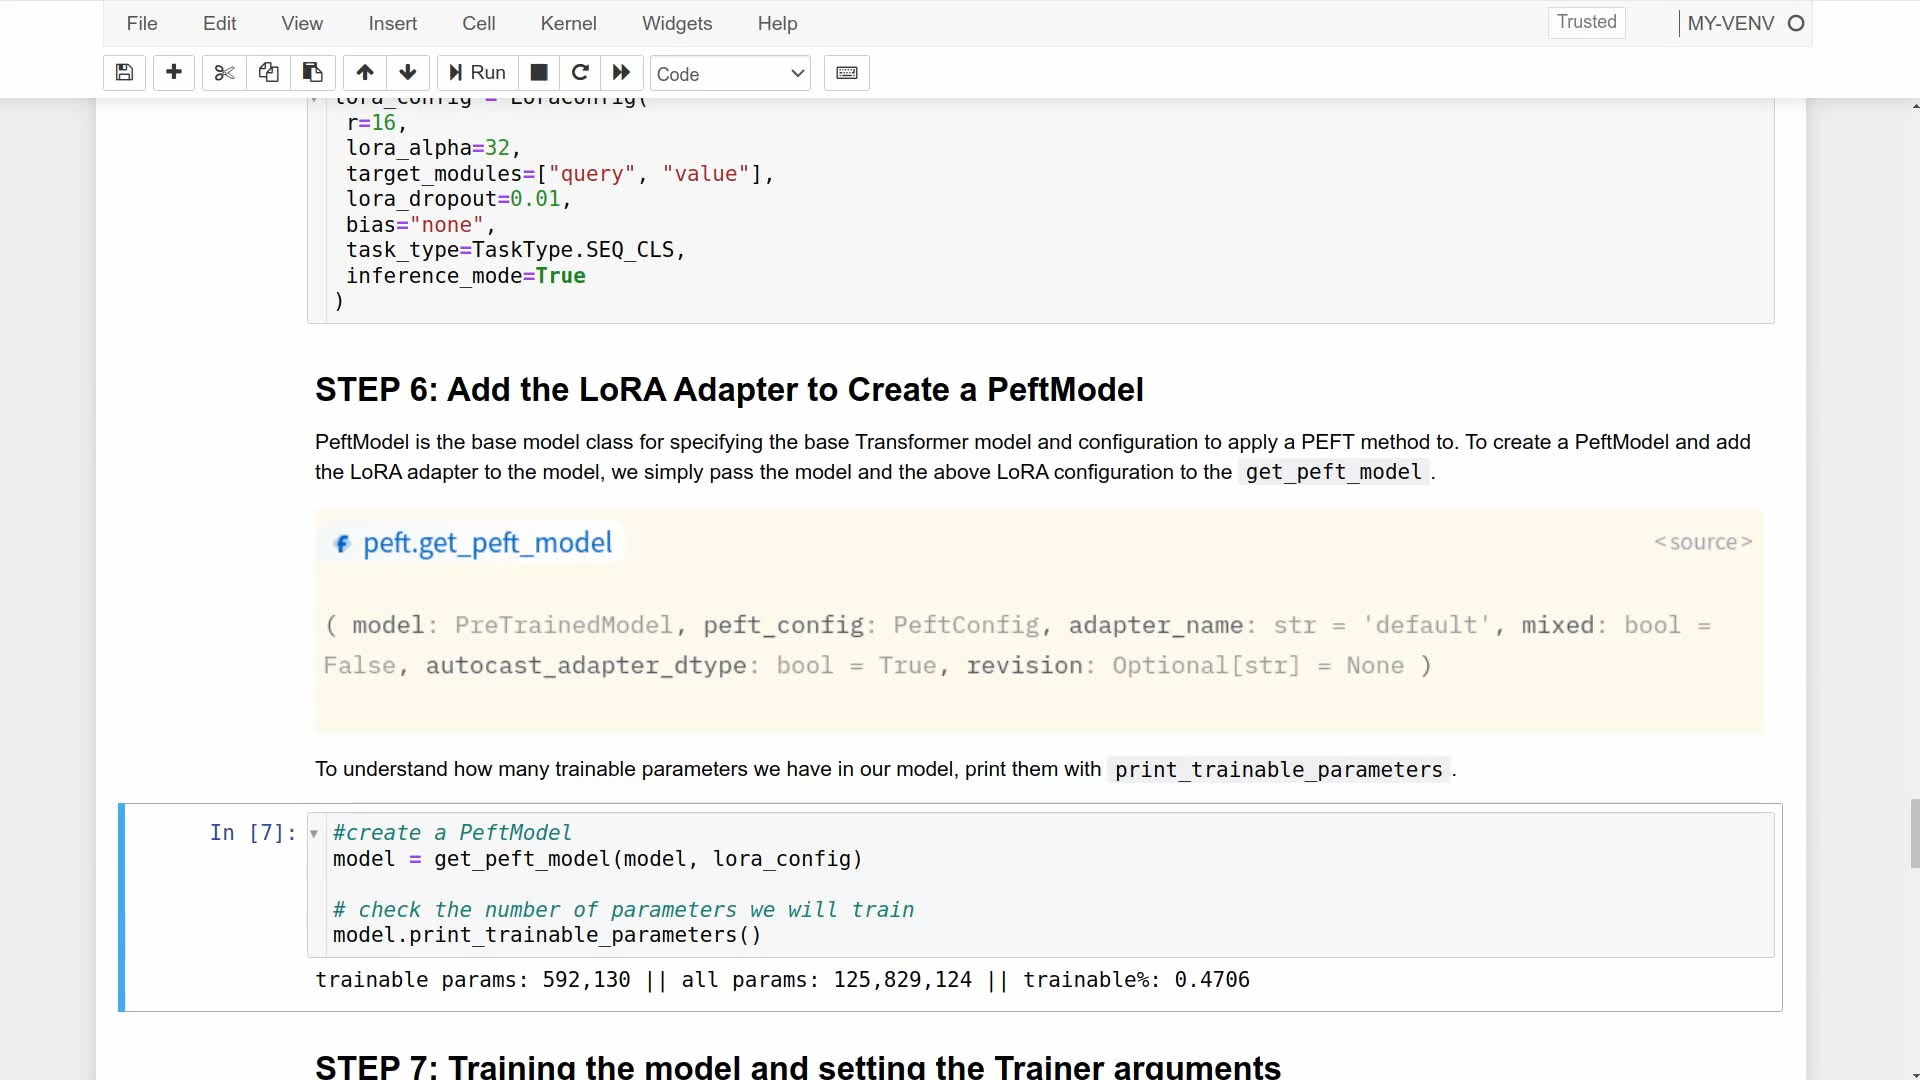 File Edit View Insert Cell Kernel Widgets Help Trusted MY-VENV
Run Code
lora_config = LoraConfig(
r=16,
lora_alpha=32,
target_modules=["query", "value"],
lora_dropout=0.01,
bias="none",
task_type=TaskType.SEQ_CLS,
inference_mode=True
)
STEP 6: Add the LoRA Adapter to Create a PeftModel
PeftModel is the base model class for specifying the base Transformer model and configuration to apply a PEFT method to. To create a PeftModel and add
the LoRA adapter to the model, we simply pass the model and the above LoRA configuration to the get_peft_model .
peft.get_peft_model <source>
( model: PreTrainedModel, peft_config: PeftConfig, adapter_name: str = 'default', mixed: bool =
False, autocast_adapter_dtype: bool = True, revision: Optional[str] = None )
To understand how many trainable parameters we have in our model, print them with print_trainable_parameters .
In [7]: #create a PeftModel
model = get_peft_model(model, lora_config)
# check the number of parameters we will train
model.print_trainable_parameters()
trainable params: 592,130 || all params: 125,829,124 || trainable%: 0.4706
STEP 7: Training the model and setting the Trainer arguments